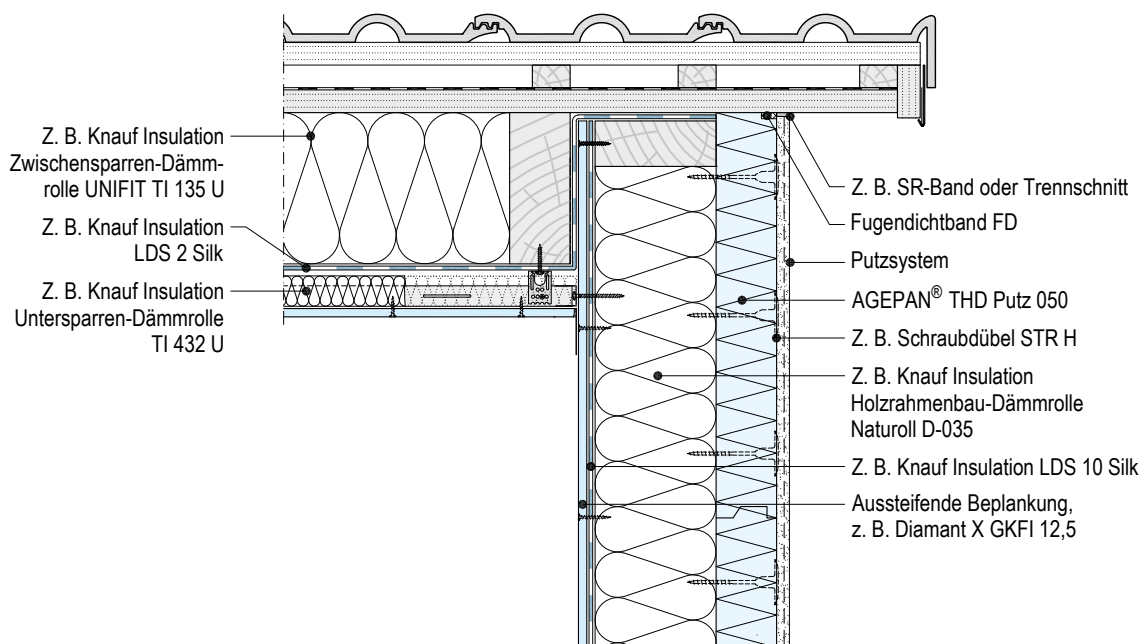 Z. B. Knauf Insulation
Zwischensparren-Dämm-
rolle UNIFIT TI 135 U
Z. B. Knauf Insulation
LDS 2 Silk
Z. B. Knauf Insulation
Untersparren-Dämmrolle
TI 432 U
Z. B. SR-Band oder Trennschnitt
Fugendichtband FD
Putzsystem
AGEPAN® THD Putz 050
Z. B. Schraubdübel STR H
Z. B. Knauf Insulation
Holzrahmenbau-Dämmrolle
Naturoll D-035
Z. B. Knauf Insulation LDS 10 Silk
Aussteifende Beplankung,
z. B. Diamant X GKFI 12,5